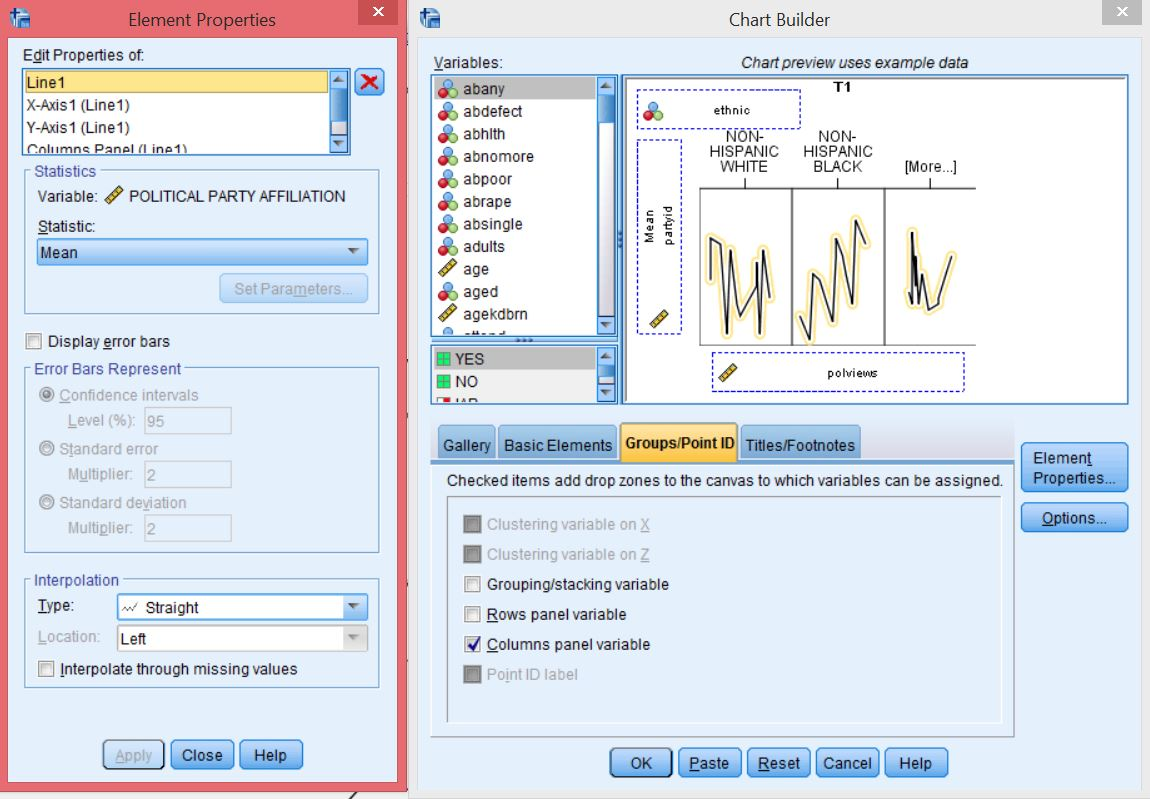 Element Properties
Edit Properties of:
Line1
X-Axis1 (Line1)
Y-Axis1 (Line1)
Columns Panel (Line1)
Statistics
Variable: POLITICAL PARTY AFFILIATION
Statistic:
Mean
Set Parameters...
Display error bars
Error Bars Represent
Confidence intervals
Level (%): 95
Standard error
Multiplier: 2
Standard deviation
Multiplier: 2
Interpolation
Type: Straight
Location: Left
Interpolate through missing values
Apply Close Help
Chart Builder
Variables:
abany
abdefect
abhlth
abnomore
abpoor
abrape
absingle
adults
age
aged
agekdbrn
YES
NO
IAP
Chart preview uses example data
T1
ethnic
NON-
HISPANIC
WHITE
NON-
HISPANIC
BLACK
[More...]
Mean
partyid
polviews
Gallery Basic Elements Groups/Point ID Titles/Footnotes
Checked items add drop zones to the canvas to which variables can be assigned.
Clustering variable on X
Clustering variable on Z
Grouping/stacking variable
Rows panel variable
Columns panel variable
Point ID label
Element
Properties...
Options...
OK Paste Reset Cancel Help